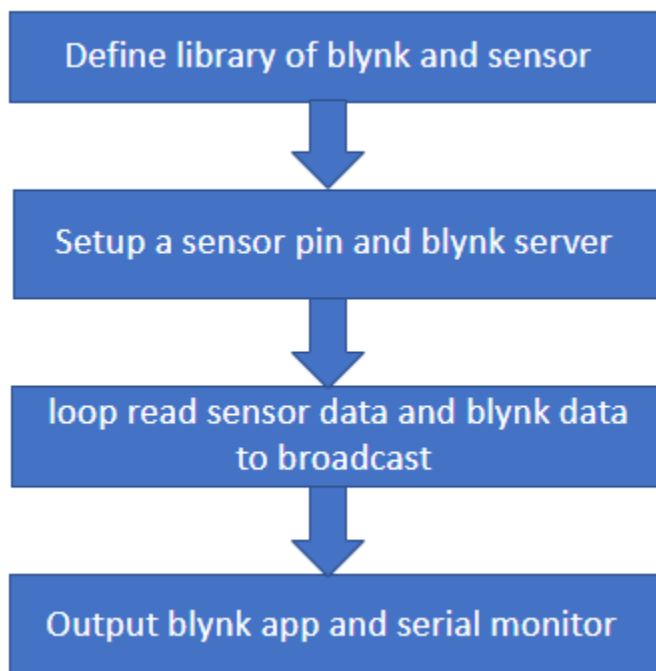 Define library of blynk and sensor
Setup a sensor pin and blynk server
loop read sensor data and blynk data
to broadcast
Output blynk app and serial monitor